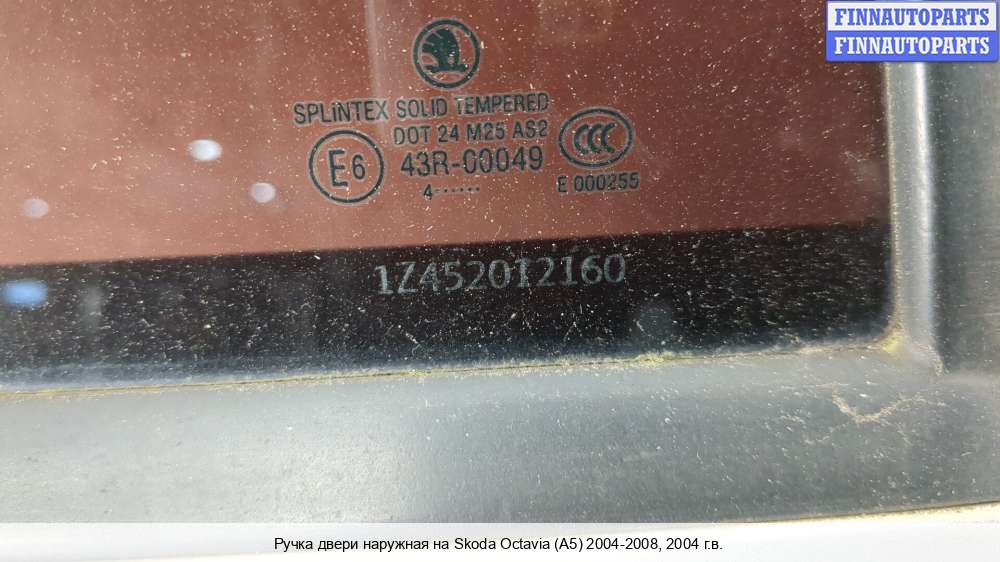 FINNAUTOPARTS
FINNAUTOPARTS
SPLiNTEX SOLID TEMPERED
DOT 24 M25 AS2
E6 43R-00049
CCC
4······
E 000255
1Z452012160
Ручка двери наружная на Skoda Octavia (A5) 2004-2008, 2004 г.в.